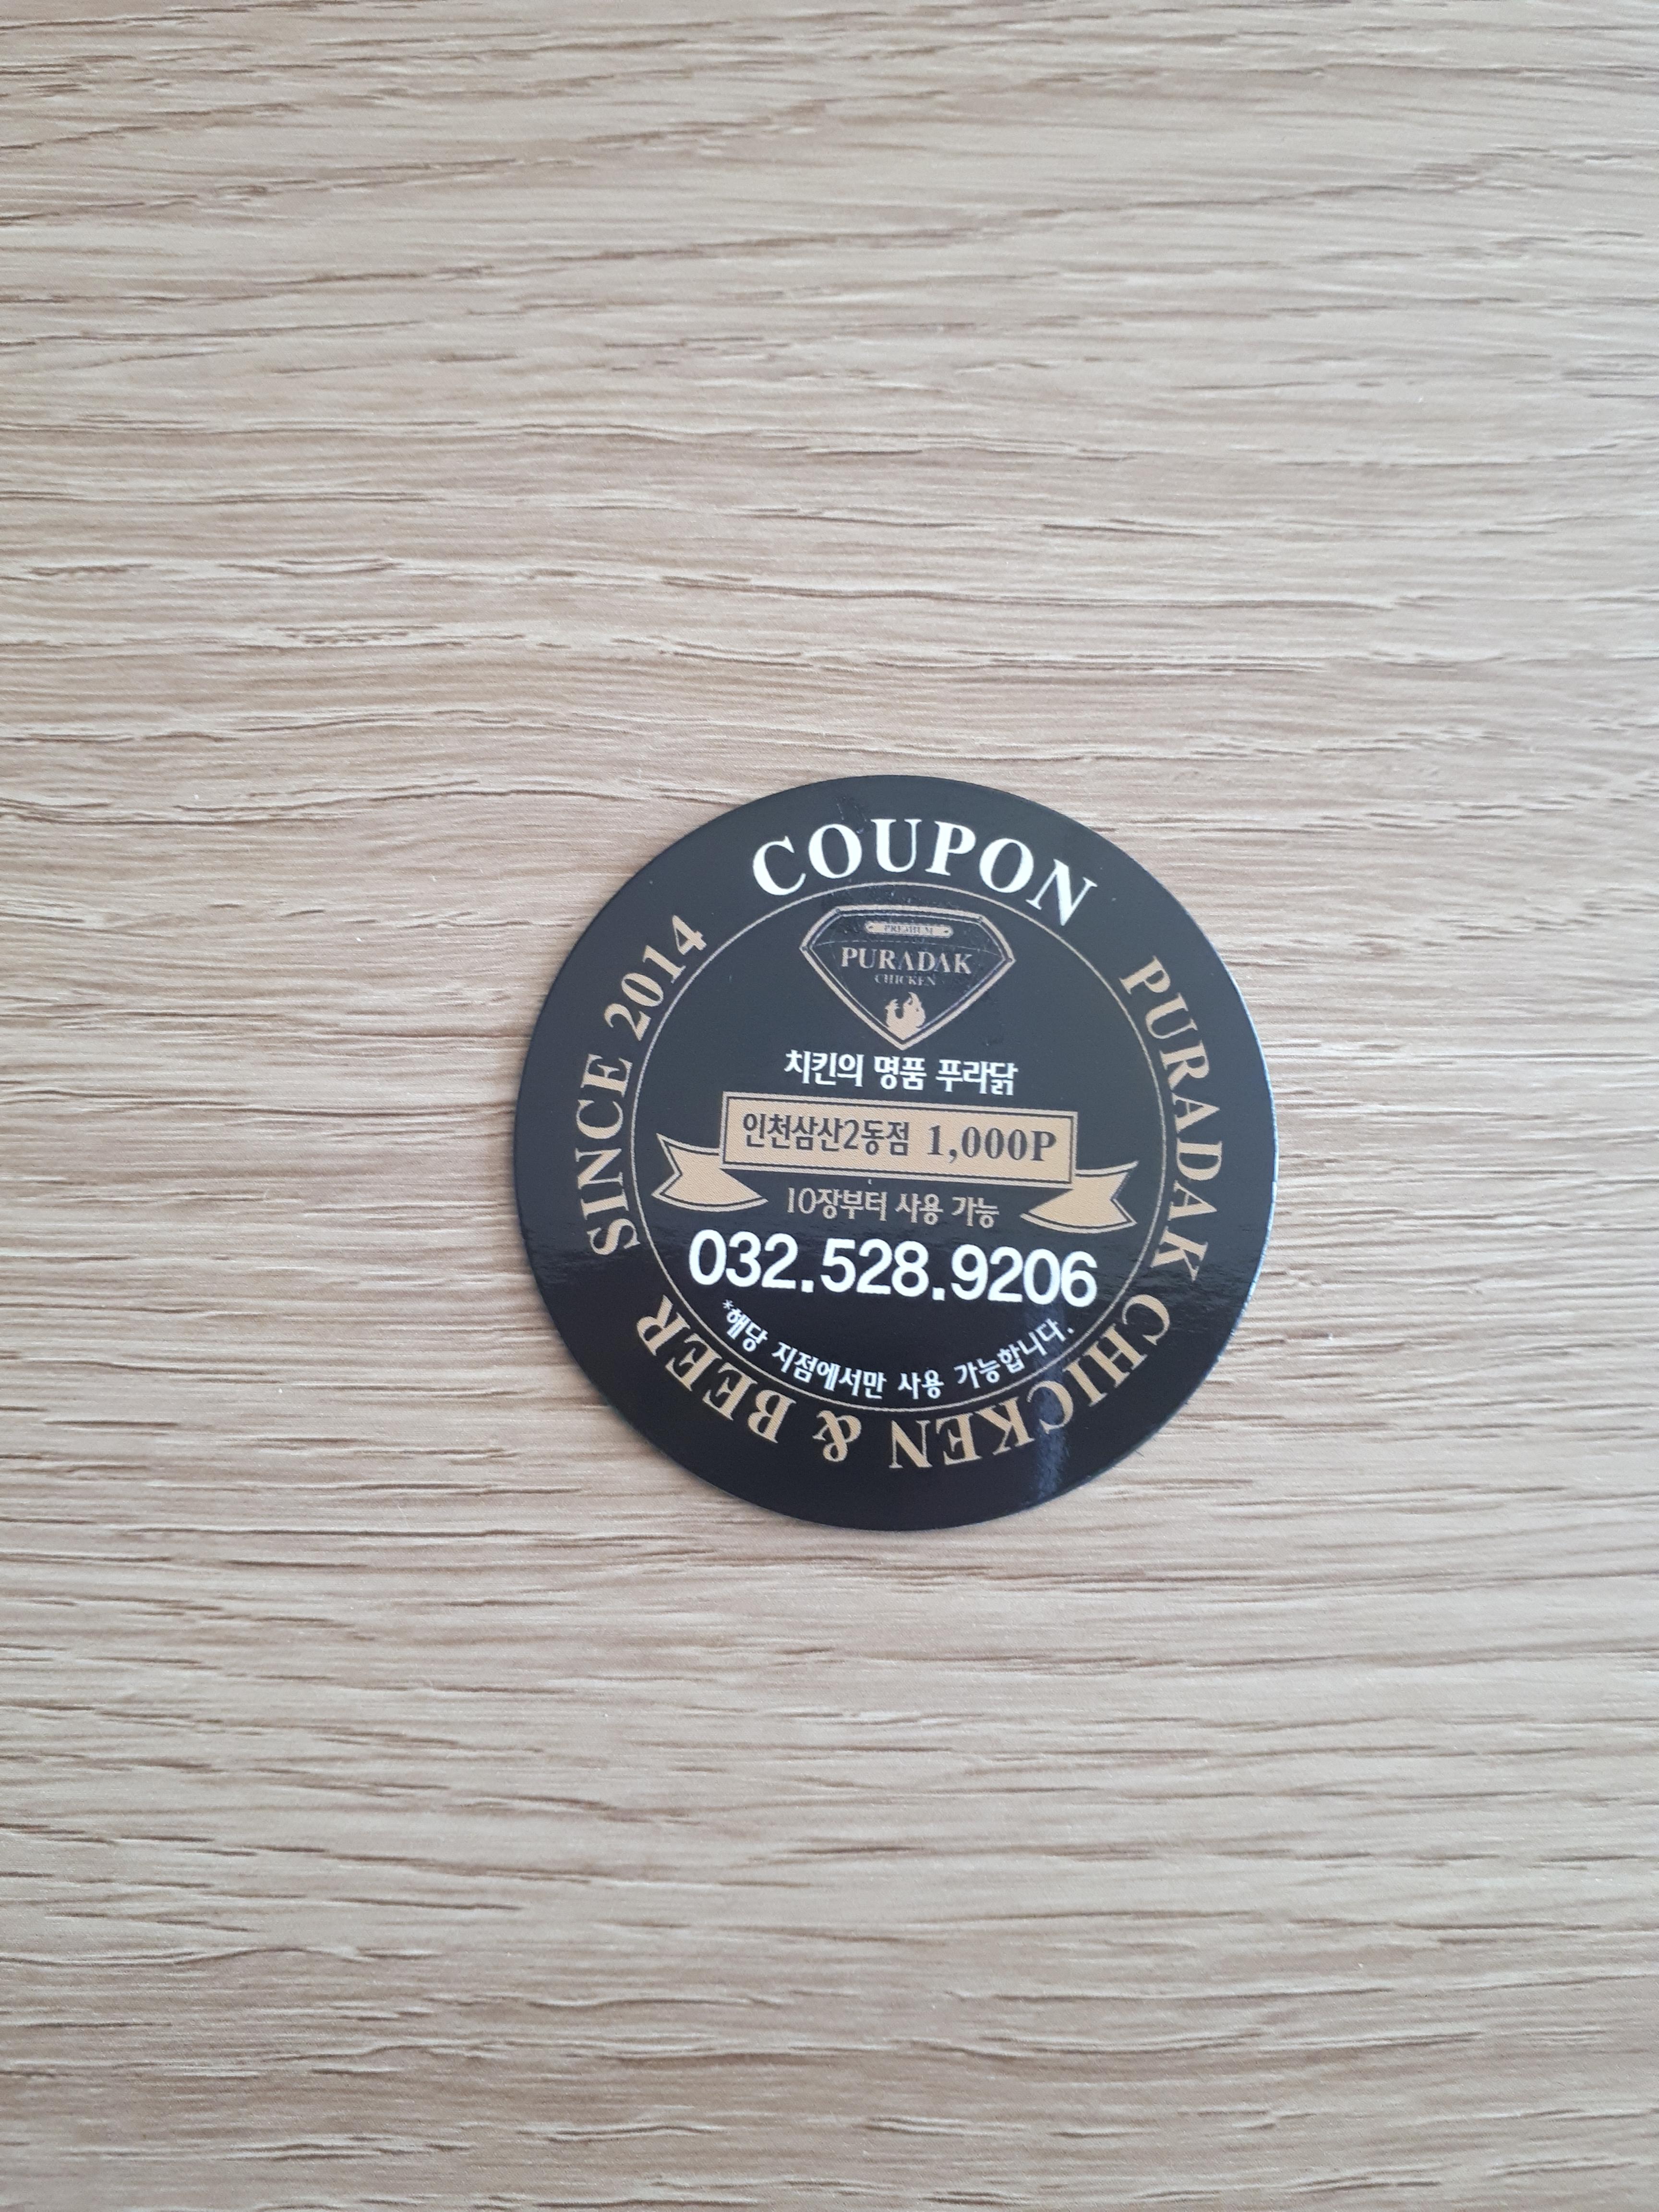 COUPON
SINCE 2014
PURADAK CHICKEN & BEER
PREMIUM
PURADAK
CHICKEN
치킨의 명품 푸라닭
인천삼산2동점 1,000P
10장부터 사용 가능
032.528.9206
*해당 지점에서만 사용 가능합니다.